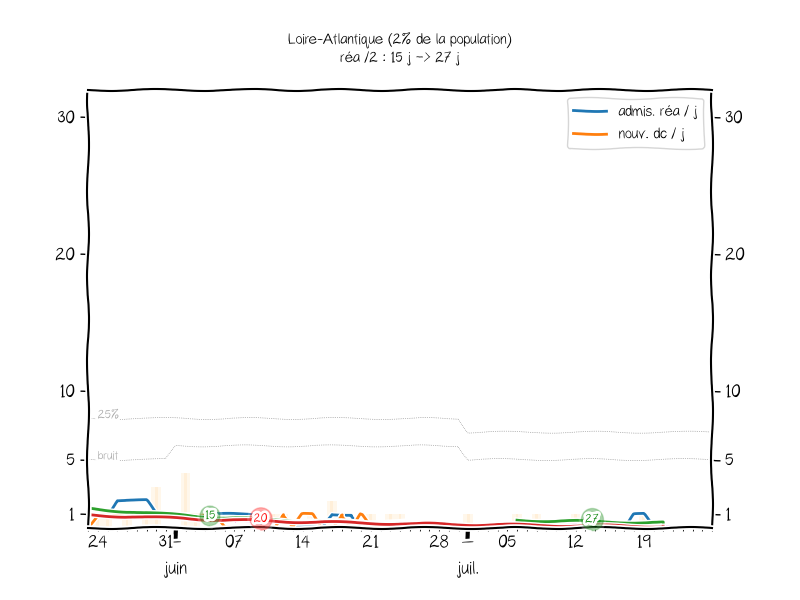 Loire-Atlantique (2% de la population)
réa /2 : 15 j -> 27 j
admis. réa / j
nouv. dc / j
30 30
20 20
10 10
25%
5 bruit 5
1 15 20 27 1
24 31 07 14 21 28 05 12 19
juin juil.